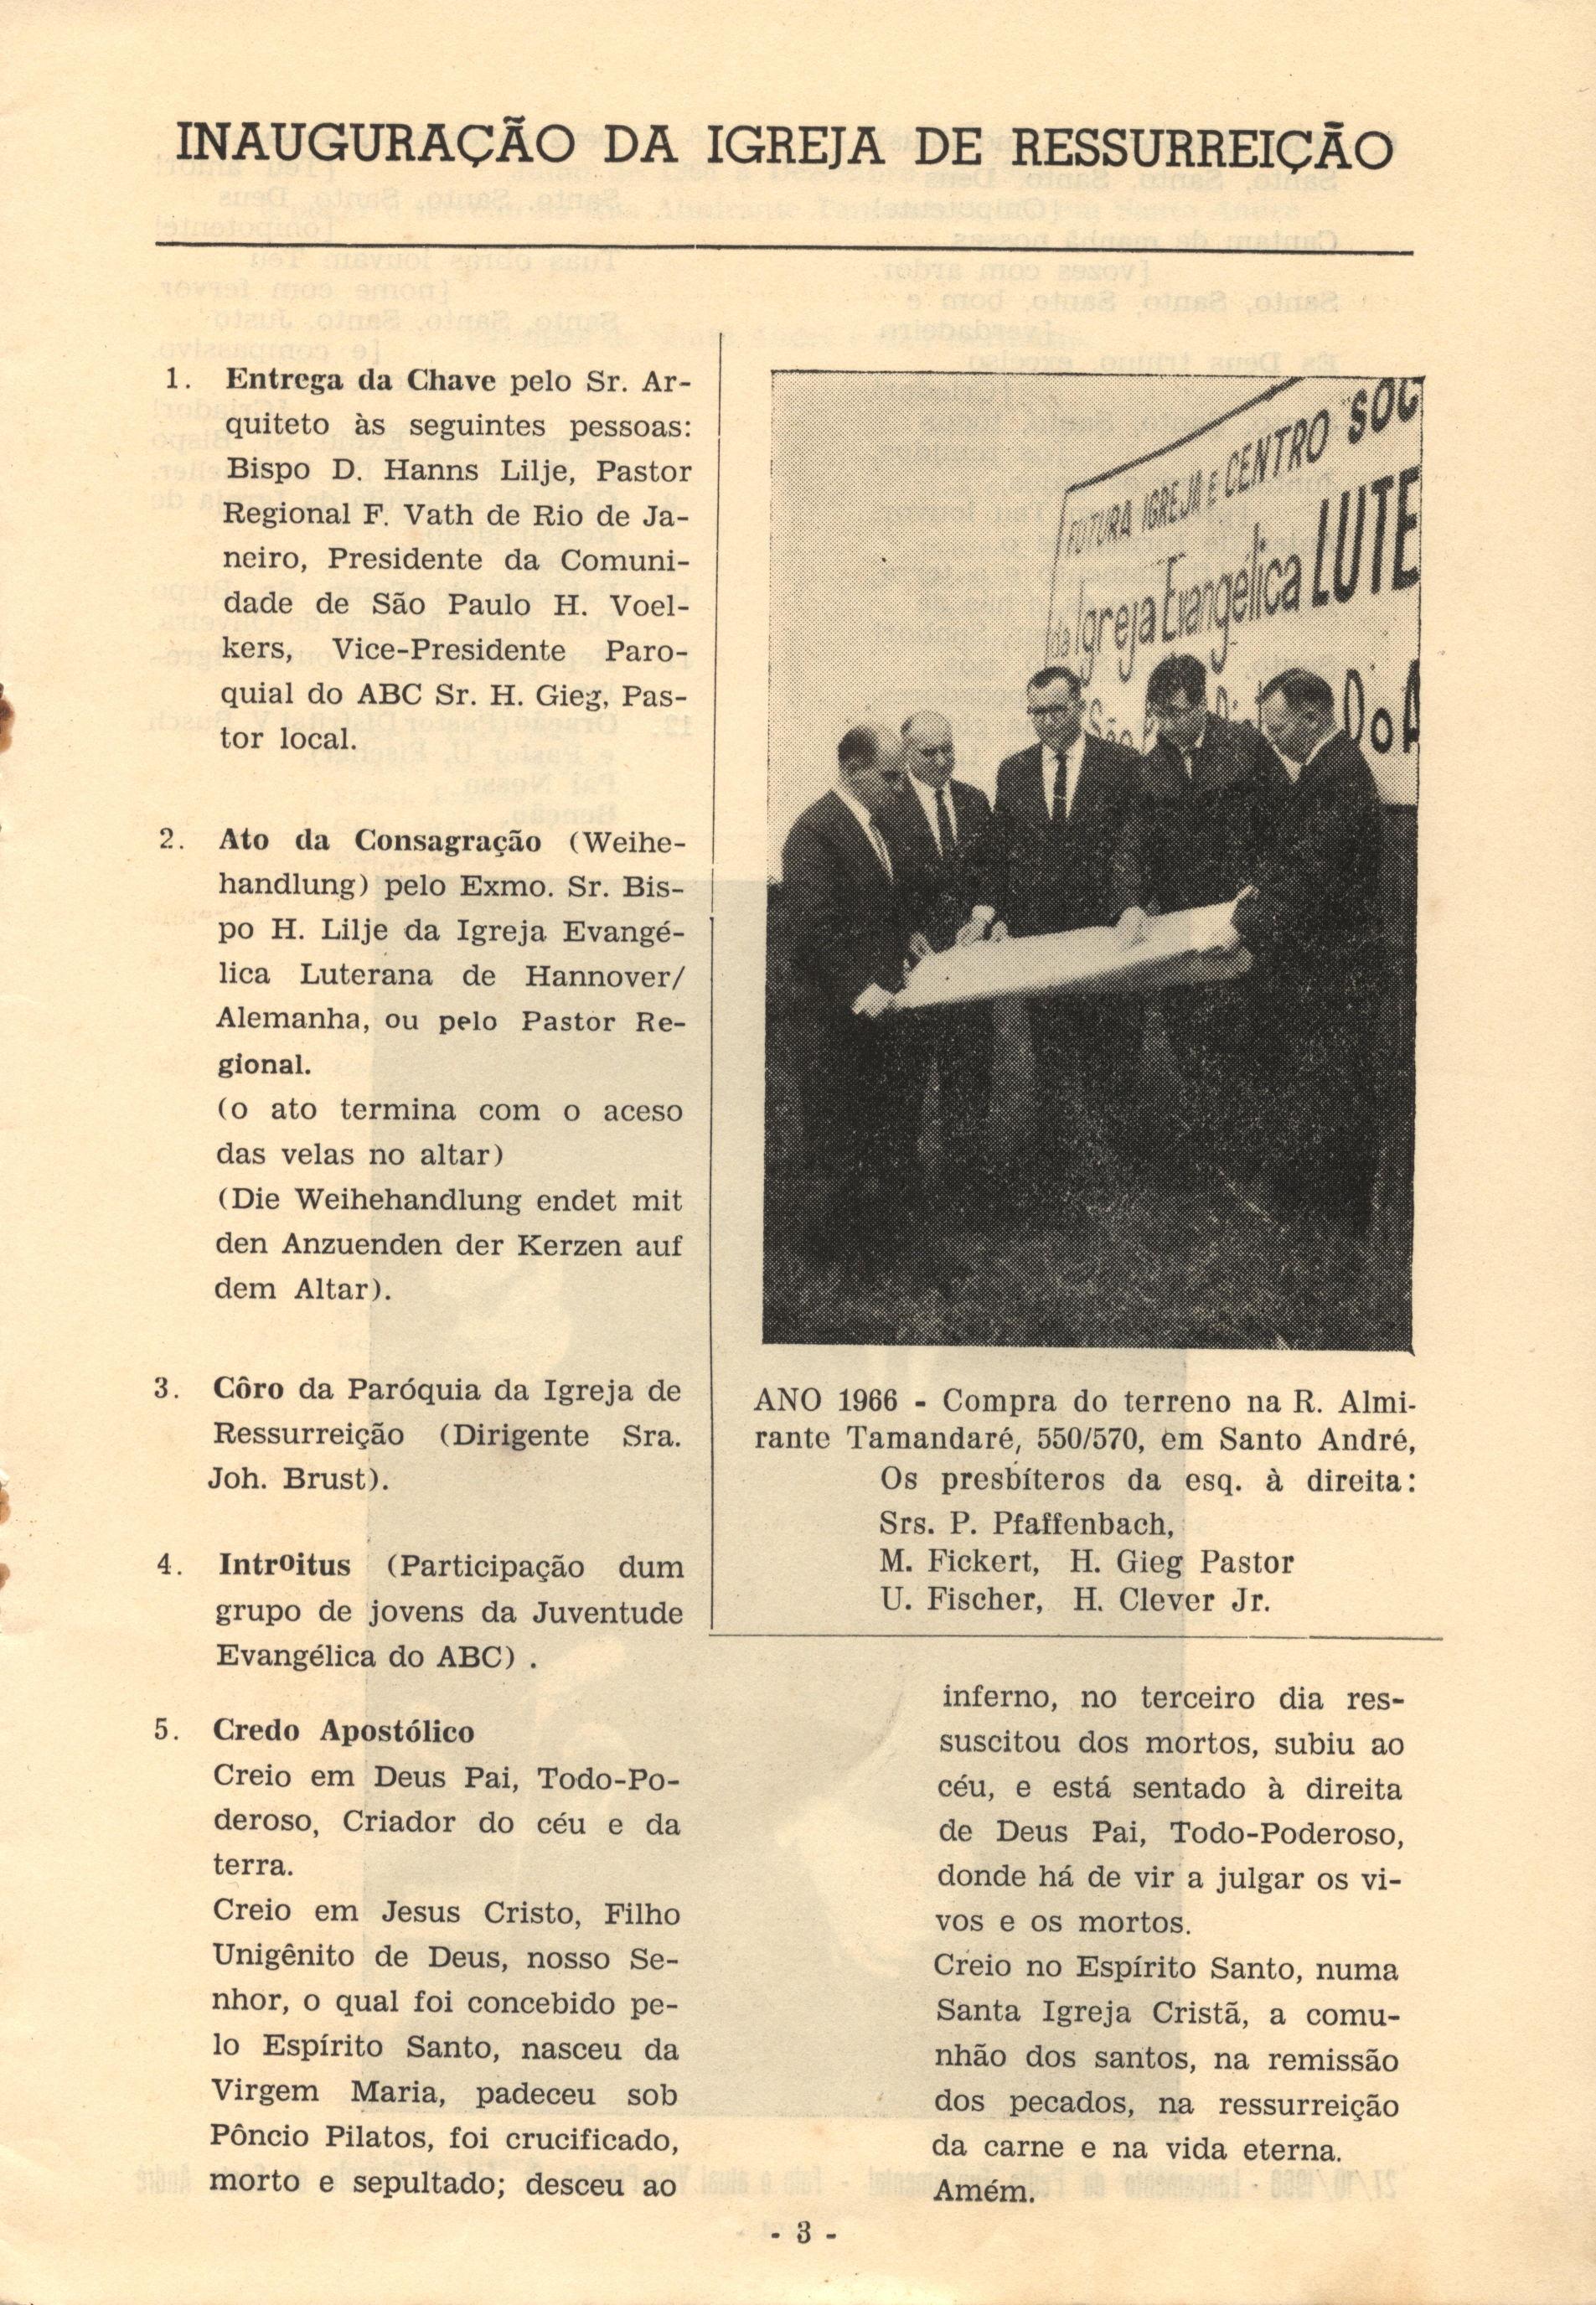 INAUGURAÇÃO DA IGREJA DE RESSURREIÇÃO
1. Entrega da Chave pelo Sr. Ar-
quiteto às seguintes pessoas:
Bispo D. Hanns Lilje, Pastor
Regional F. Vath de Rio de Ja-
neiro, Presidente da Comuni-
dade de São Paulo H. Voel-
kers, Vice-Presidente Paro-
quial do ABC Sr. H. Gieg, Pas-
tor local.
2. Ato da Consagração (Weihe-
handlung) pelo Exmo. Sr. Bis-
po H. Lilje da Igreja Evangé-
lica Luterana de Hannover/
Alemanha, ou pelo Pastor Re-
gional.
(o ato termina com o aceso
das velas no altar)
(Die Weihehandlung endet mit
den Anzuenden der Kerzen auf
dem Altar).
3. Côro da Paróquia da Igreja de
Ressurreição (Dirigente Sra.
Joh. Brust).
4. Introitus (Participação dum
grupo de jovens da Juventude
Evangélica do ABC) .
5. Credo Apostólico
Creio em Deus Pai, Todo-Po-
deroso, Criador do céu e da
terra.
Creio em Jesus Cristo, Filho
Unigênito de Deus, nosso Se-
nhor, o qual foi concebido pe-
lo Espírito Santo, nasceu da
Virgem Maria, padeceu sob
Pôncio Pilatos, foi crucificado,
morto e sepultado; desceu ao
FUTURA IGREJA E CENTRO SOC
da Igreja Evangélica LUTE
São
DO A
ANO 1966 - Compra do terreno na R. Almi-
rante Tamandaré, 550/570, em Santo André,
Os presbíteros da esq. à direita:
Srs. P. Pfaffenbach,
M. Fickert, H. Gieg Pastor
U. Fischer, H. Clever Jr.
inferno, no terceiro dia res-
suscitou dos mortos, subiu ao
céu, e está sentado à direita
de Deus Pai, Todo-Poderoso,
donde há de vir a julgar os vi-
vos e os mortos.
Creio no Espírito Santo, numa
Santa Igreja Cristã, a comu-
nhão dos santos, na remissão
dos pecados, na ressurreição
da carne e na vida eterna.
Amém.
- 3 -